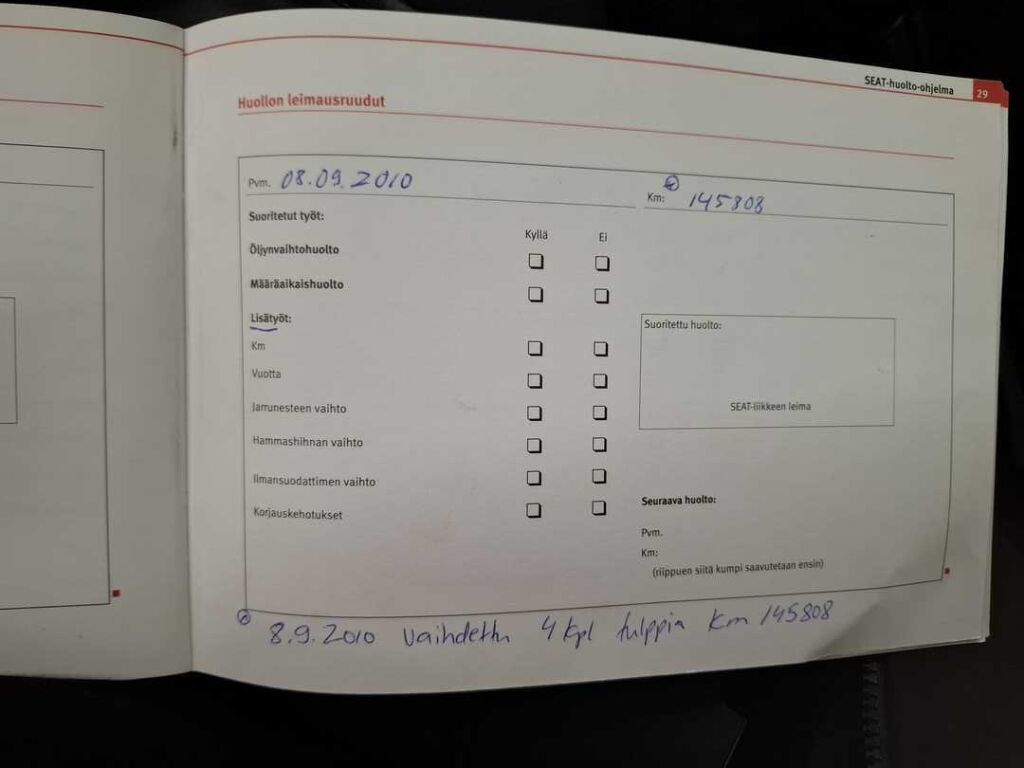 SEAT-huolto-ohjelma 29
Huollon leimausruudut
Pvm. 08.09.2010
Km: 145808
Suoritetut työt:
Kyllä Ei
Öljynvaihtohuolto
Määräaikaishuolto
Lisätyöt:
Km
Vuotta
Jarrunesteen vaihto
Hammashihnan vaihto
Ilmansuodattimen vaihto
Korjauskehotukset
Suoritettu huolto:
SEAT-liikkeen leima
Seuraava huolto:
Pvm.
Km:
(riippuen siitä kumpi saavutetaan ensin)
8.9.2010 vaihdettu 4 kpl tulppia Km 145808